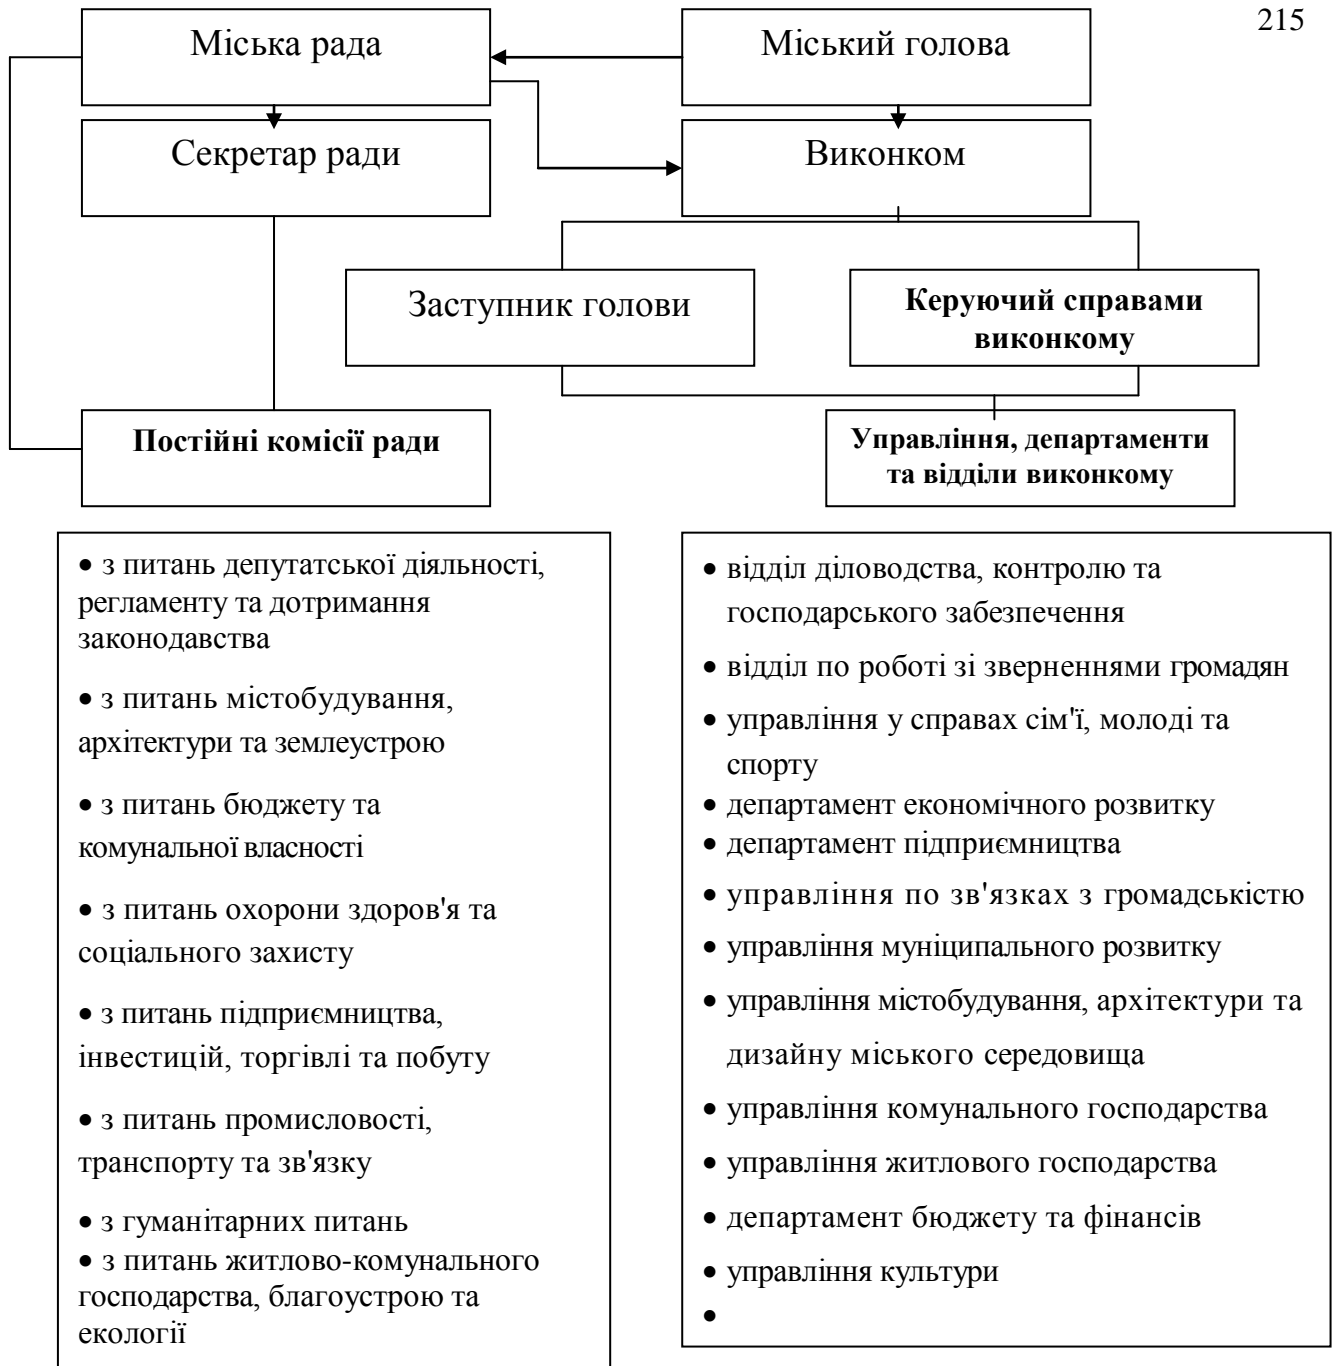 215
Міська рада
Міський голова
Секретар ради
Виконком
Заступник голови
Керуючий справами
виконкому
Постійні комісії ради
Управління, департаменти
та відділи виконкому
• з питань депутатської діяльності,
регламенту та дотримання
законодавства
• з питань містобудування,
архітектури та землеустрою
• з питань бюджету та
комунальної власності
• з питань охорони здоров'я та
соціального захисту
• з питань підприємництва,
інвестицій, торгівлі та побуту
• з питань промисловості,
транспорту та зв'язку
• з гуманітарних питань
• з питань житлово-комунального
господарства, благоустрою та
екології
• відділ діловодства, контролю та
господарського забезпечення
• відділ по роботі зі зверненнями громадян
• управління у справах сім'ї, молоді та
спорту
• департамент економічного розвитку
• департамент підприємництва
• управління по зв'язках з громадськістю
• управління муніципального розвитку
• управління містобудування, архітектури та
дизайну міського середовища
• управління комунального господарства
• управління житлового господарства
• департамент бюджету та фінансів
• управління культури
•